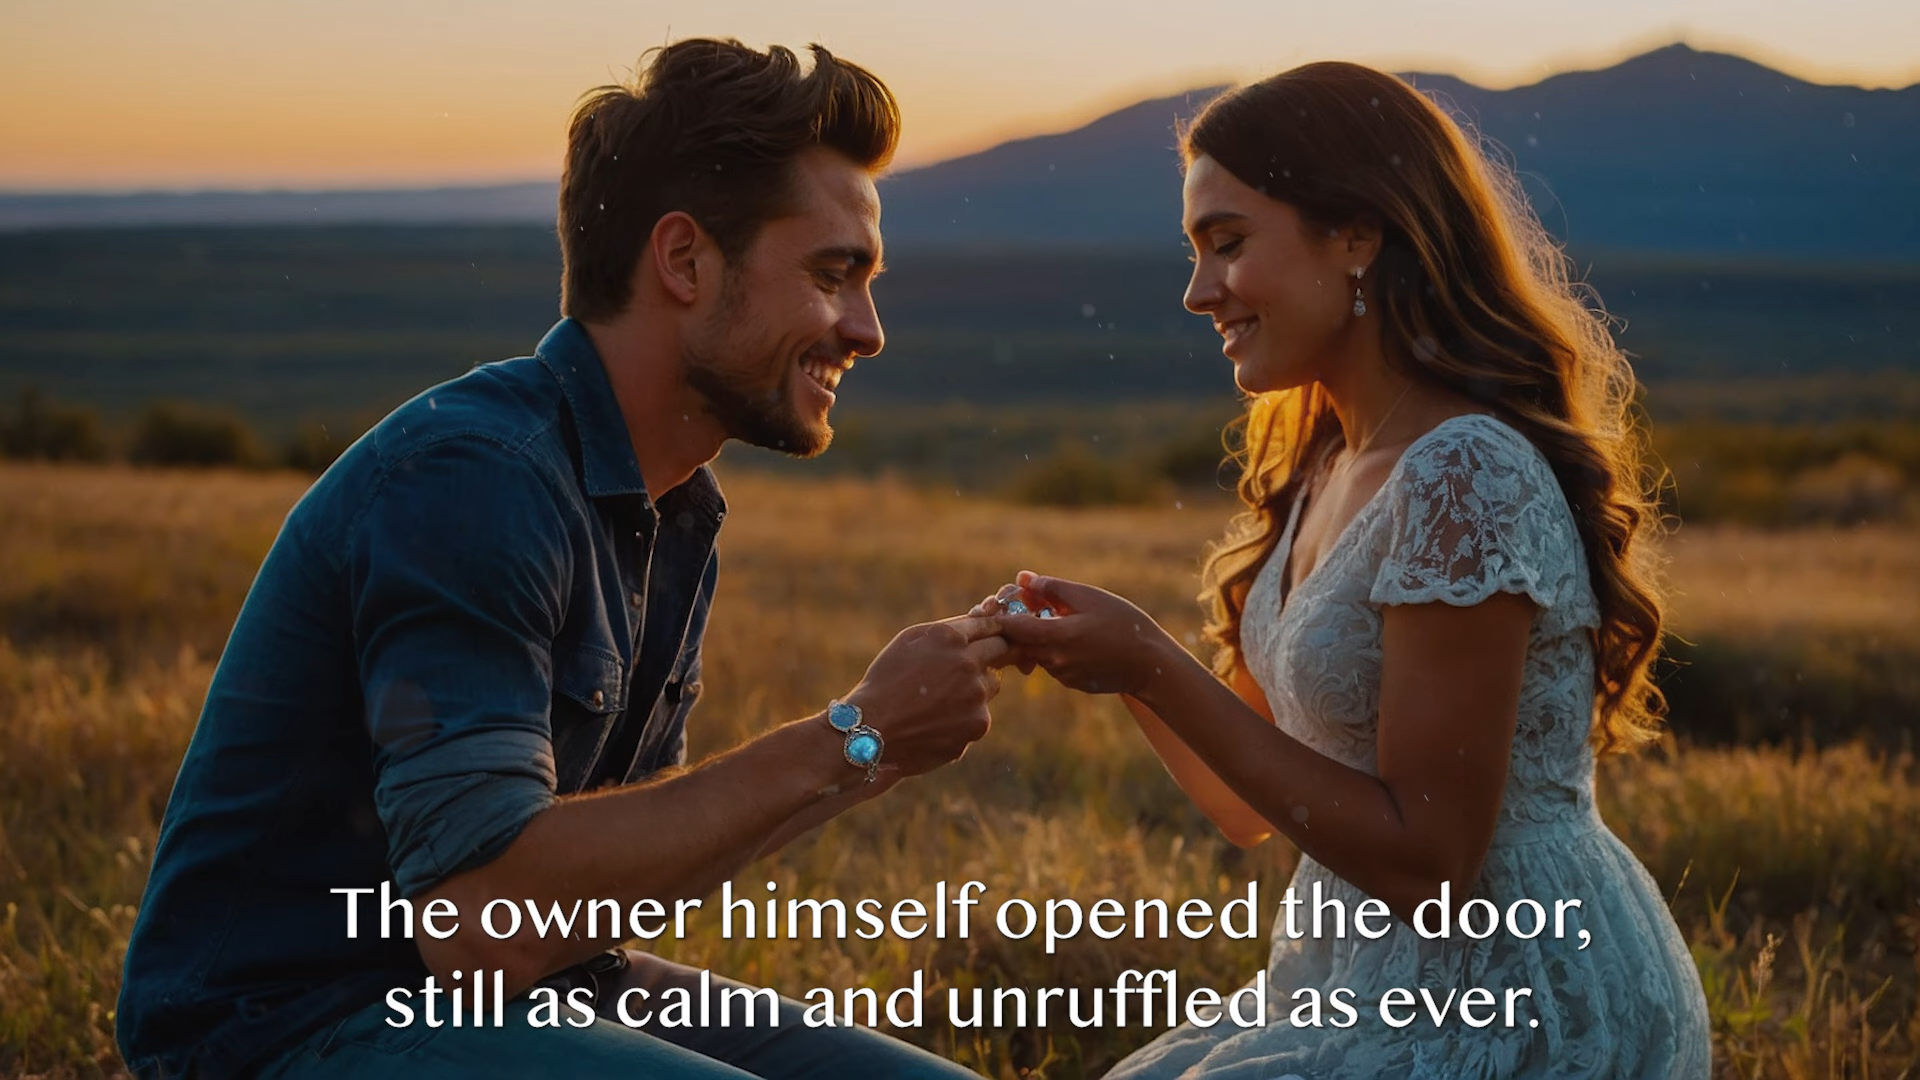 The owner himself opened the door,
still as calm and unruffled as ever.